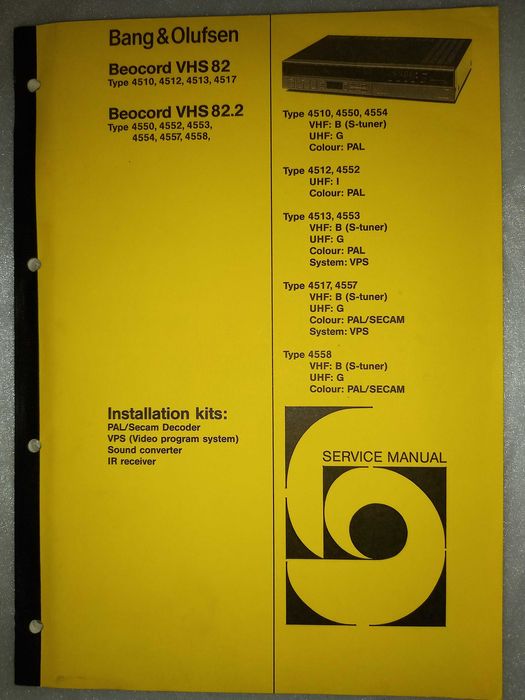 Bang & Olufsen
Beocord VHS 82
Type 4510, 4512, 4513, 4517
Beocord VHS 82.2
Type 4550, 4552, 4553,
4554, 4557, 4558,
Installation kits:
PAL/Secam Decoder
VPS (Video program system)
Sound converter
IR receiver
Type 4510, 4550, 4554
VHF: B (S-tuner)
UHF: G
Colour: PAL
Type 4512, 4552
UHF: I
Colour: PAL
Type 4513, 4553
VHF: B (S-tuner)
UHF: G
Colour: PAL
System: VPS
Type 4517, 4557
VHF: B (S-tuner)
UHF: G
Colour: PAL/SECAM
System: VPS
Type 4558
VHF: B (S-tuner)
UHF: G
Colour: PAL/SECAM
SERVICE MANUAL